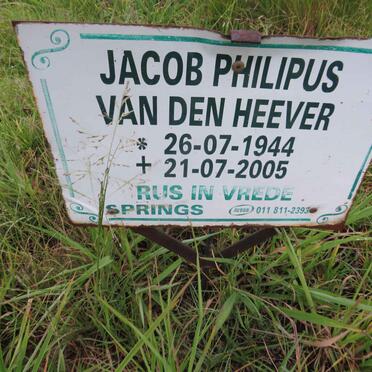 JACOB PHILIPUS
VAN DEN HEEVER
* 26-07-1944
+ 21-07-2005
RUS IN VREDE
SPRINGS 011 811-2393